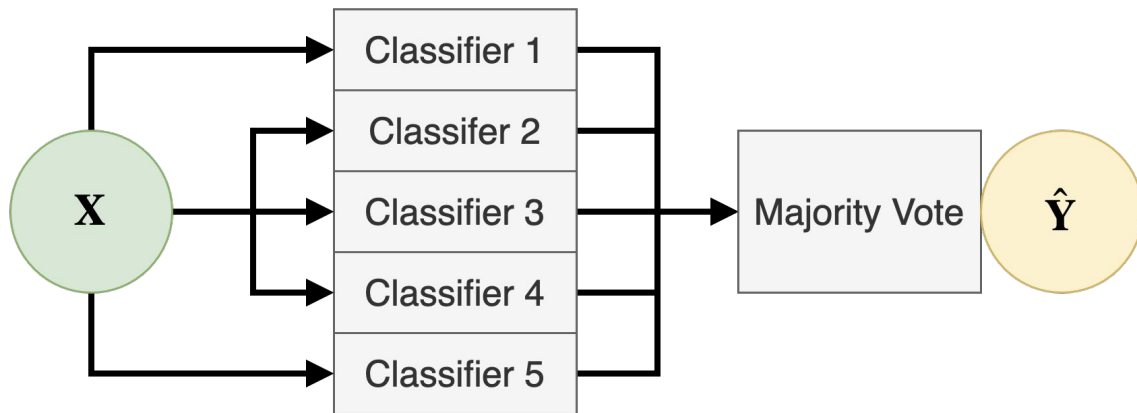 Classifier 1
Classifer 2
X
Classifier 3
Majority Vote
Ŷ
Classifier 4
Classifier 5